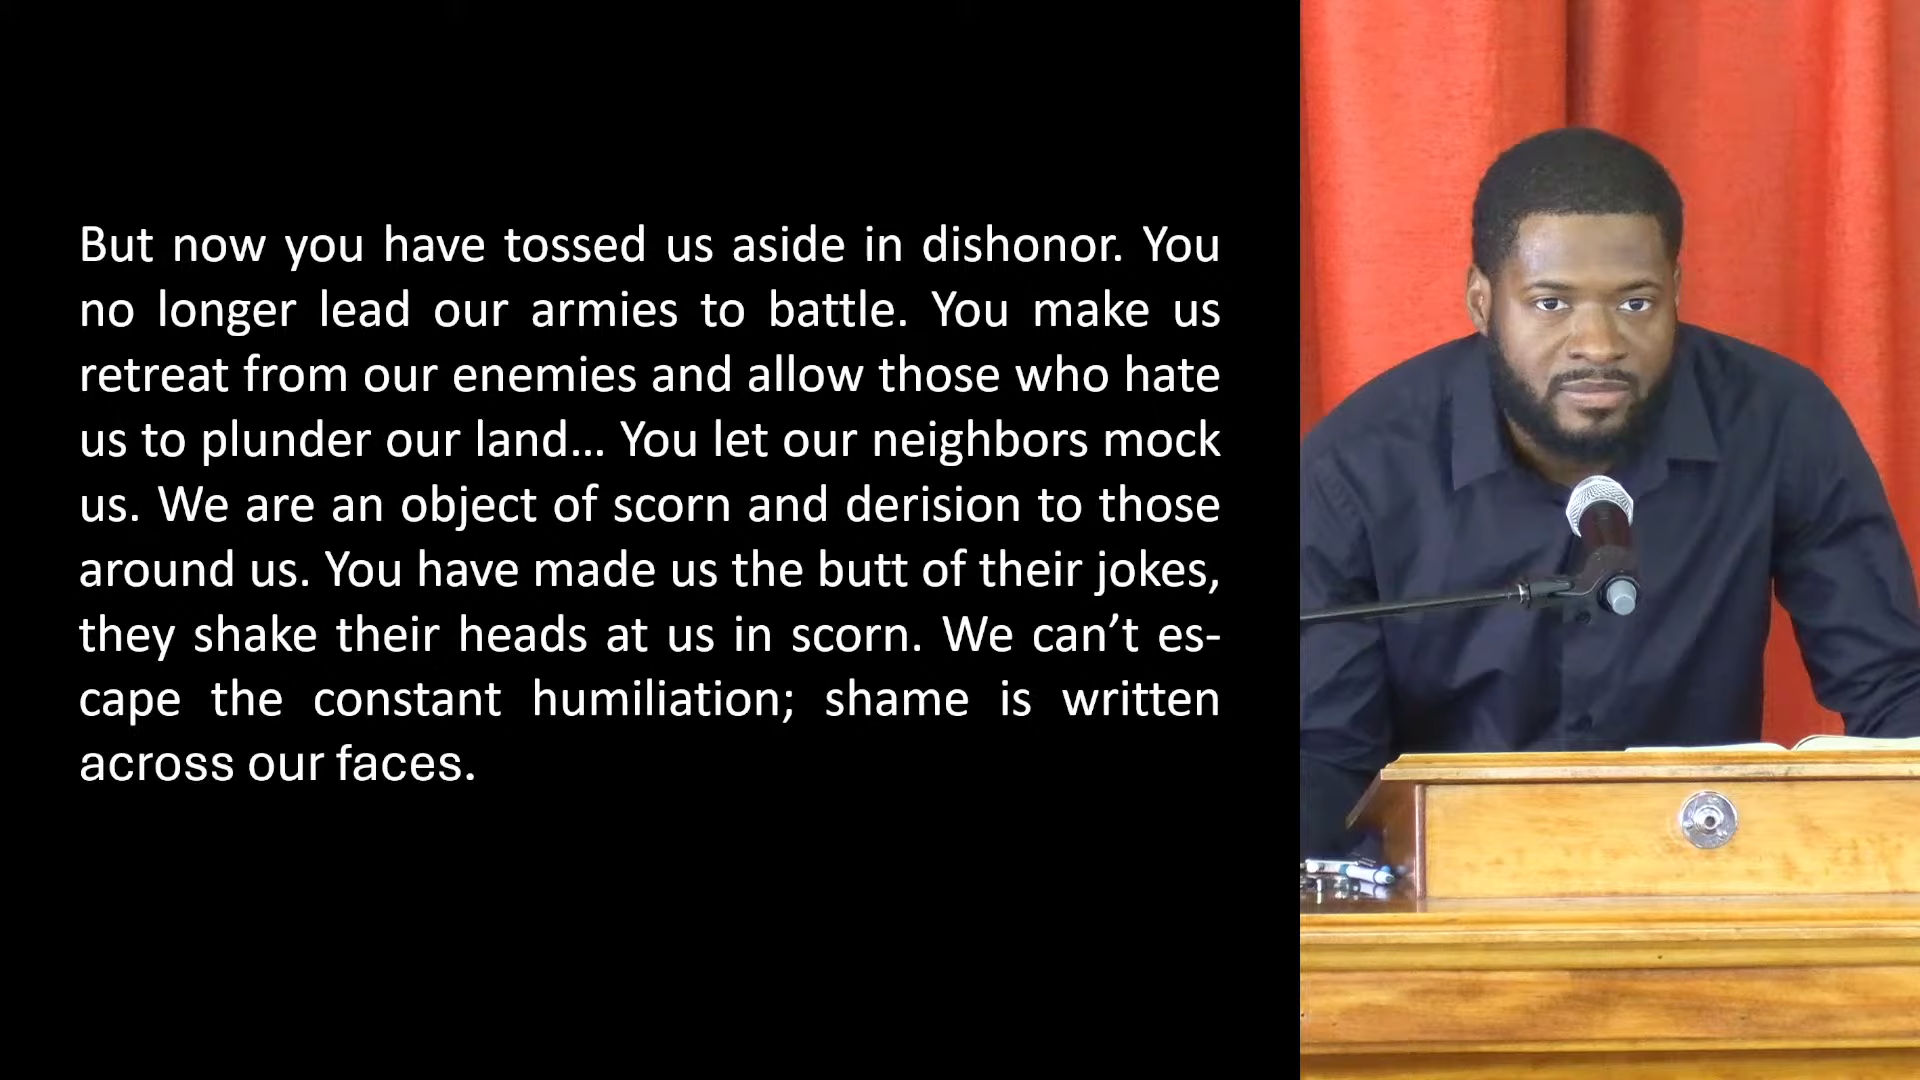 But now you have tossed us aside in dishonor. You
no longer lead our armies to battle. You make us
retreat from our enemies and allow those who hate
us to plunder our land... You let our neighbors mock
us. We are an object of scorn and derision to those
around us. You have made us the butt of their jokes,
they shake their heads at us in scorn. We can’t es-
cape the constant humiliation; shame is written
across our faces.